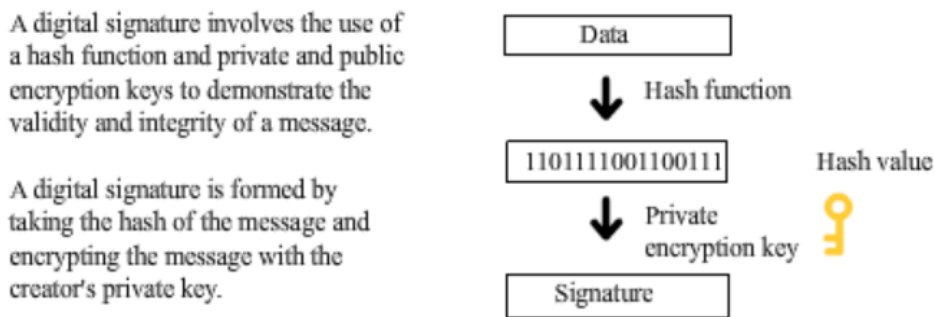 A digital signature involves the use of
a hash function and private and public
encryption keys to demonstrate the
validity and integrity of a message.
A digital signature is formed by
taking the hash of the message and
encrypting the message with the
creator's private key.
Data
Hash function
1101111001100111
Hash value
Private
encryption key
Signature